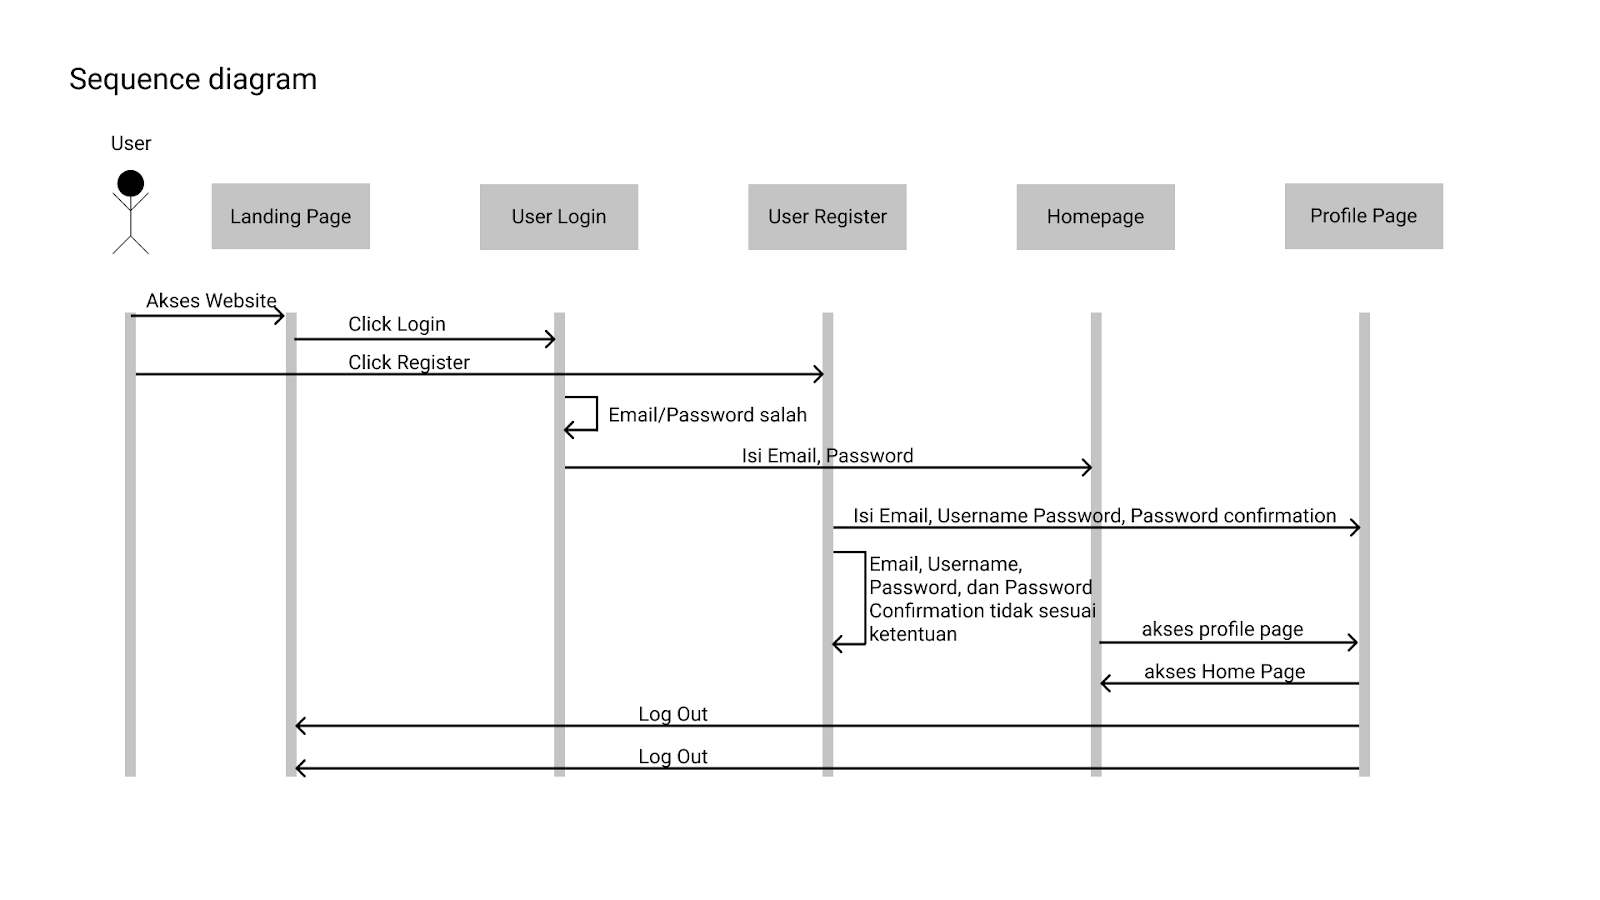 Sequence diagram
User
Landing Page
User Login
User Register
Homepage
Profile Page
Akses Website
Click Login
Click Register
Email/Password salah
Isi Email, Password
Isi Email, Username Password, Password confirmation
Email, Username,
Password, dan Password
Confirmation tidak sesuai
ketentuan
akses profile page
akses Home Page
Log Out
Log Out